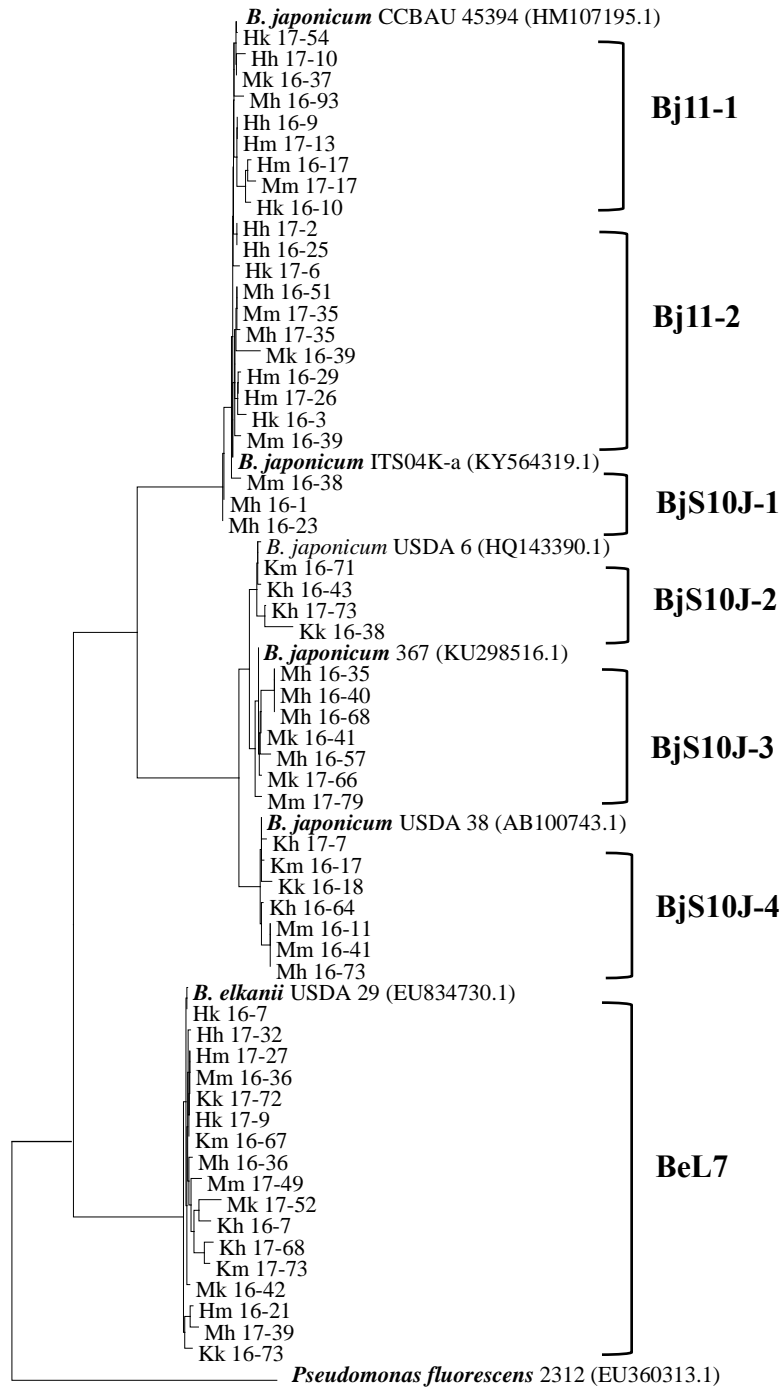 B. japonicum CCBAU 45394 (HM107195.1)
Hk 17-54
Hh 17-10
Mk 16-37
Mh 16-93
Hh 16-9
Hm 17-13
Hm 16-17
Mm 17-17
Hk 16-10
Bj11-1
Hh 17-2
Hh 16-25
Hk 17-6
Mh 16-51
Mm 17-35
Mh 17-35
Mk 16-39
Hm 16-29
Hm 17-26
Hk 16-3
Mm 16-39
Bj11-2
B. japonicum ITS04K-a (KY564319.1)
Mm 16-38
Mh 16-1
Mh 16-23
BjS10J-1
B. japonicum USDA 6 (HQ143390.1)
Km 16-71
Kh 16-43
Kh 17-73
Kk 16-38
BjS10J-2
B. japonicum 367 (KU298516.1)
Mh 16-35
Mh 16-40
Mh 16-68
Mk 16-41
Mh 16-57
Mk 17-66
Mm 17-79
BjS10J-3
B. japonicum USDA 38 (AB100743.1)
Kh 17-7
Km 16-17
Kk 16-18
Kh 16-64
Mm 16-11
Mm 16-41
Mh 16-73
BjS10J-4
B. elkanii USDA 29 (EU834730.1)
Hk 16-7
Hh 17-32
Hm 17-27
Mm 16-36
Kk 17-72
Hk 17-9
Km 16-67
Mh 16-36
Mm 17-49
Mk 17-52
Kh 16-7
Kh 17-68
Km 17-73
Mk 16-42
Hm 16-21
Mh 17-39
Kk 16-73
BeL7
Pseudomonas fluorescens 2312 (EU360313.1)